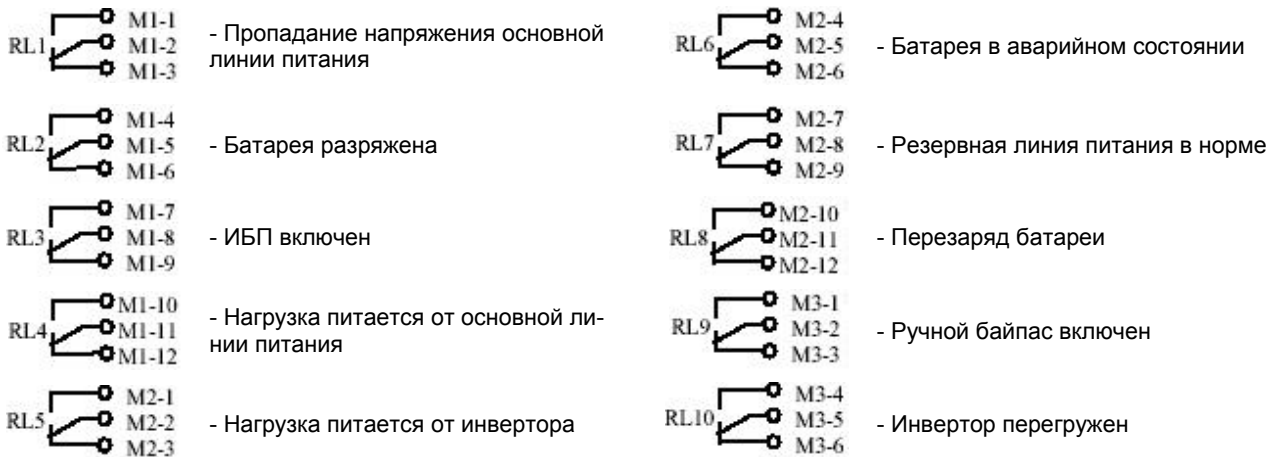 M1-1
RL1 M1-2
M1-3
- Пропадание напряжения основной
линии питания
M1-4
RL2 M1-5
M1-6
- Батарея разряжена
M1-7
RL3 M1-8
M1-9
- ИБП включен
M1-10
RL4 M1-11
M1-12
- Нагрузка питается от основной ли-
нии питания
M2-1
RL5 M2-2
M2-3
- Нагрузка питается от инвертора
M2-4
RL6 M2-5
M2-6
- Батарея в аварийном состоянии
M2-7
RL7 M2-8
M2-9
- Резервная линия питания в норме
M2-10
RL8 M2-11
M2-12
- Перезаряд батареи
M3-1
RL9 M3-2
M3-3
- Ручной байпас включен
M3-4
RL10 M3-5
M3-6
- Инвертор перегружен